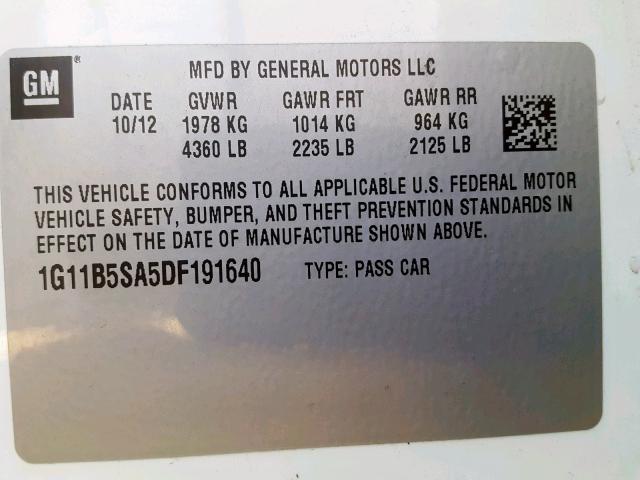 GM®
MFD BY GENERAL MOTORS LLC
DATE GVWR GAWR FRT GAWR RR
10/12 1978 KG 1014 KG 964 KG
4360 LB 2235 LB 2125 LB
THIS VEHICLE CONFORMS TO ALL APPLICABLE U.S. FEDERAL MOTOR
VEHICLE SAFETY, BUMPER, AND THEFT PREVENTION STANDARDS IN
EFFECT ON THE DATE OF MANUFACTURE SHOWN ABOVE.
1G11B5SA5DF191640 TYPE: PASS CAR